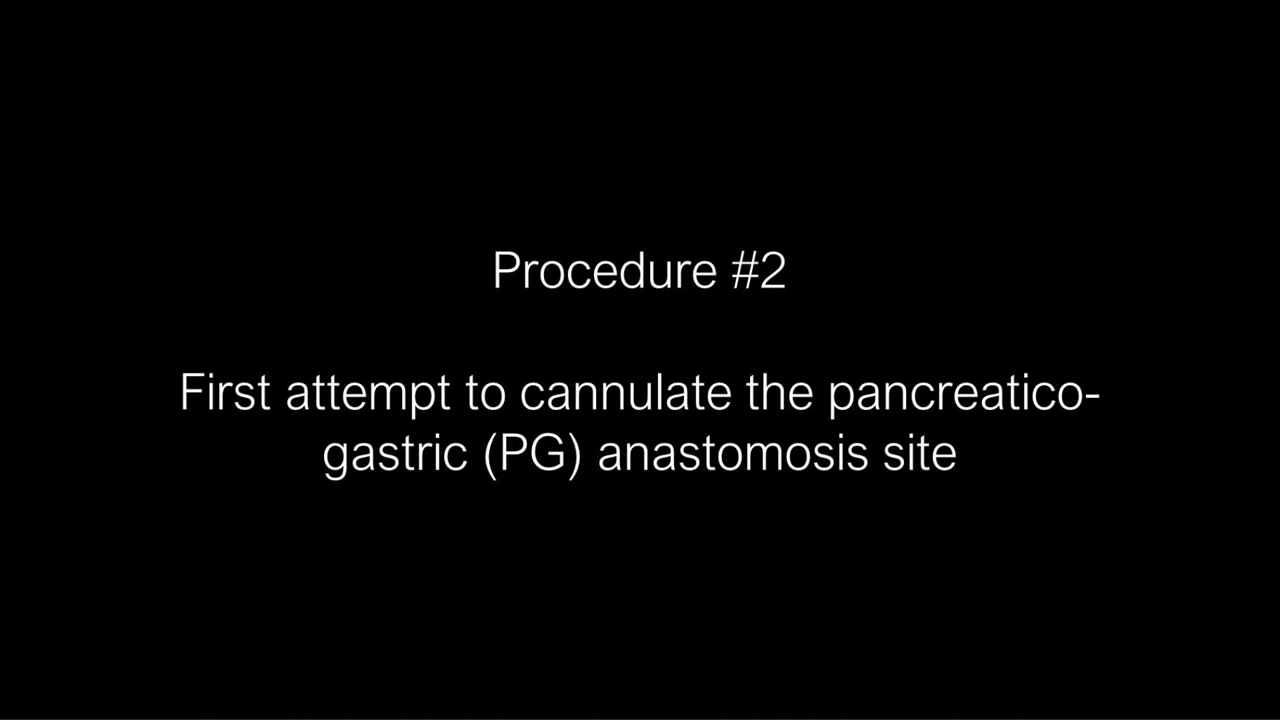 Procedure #2
First attempt to cannulate the pancreatico-
gastric (PG) anastomosis site